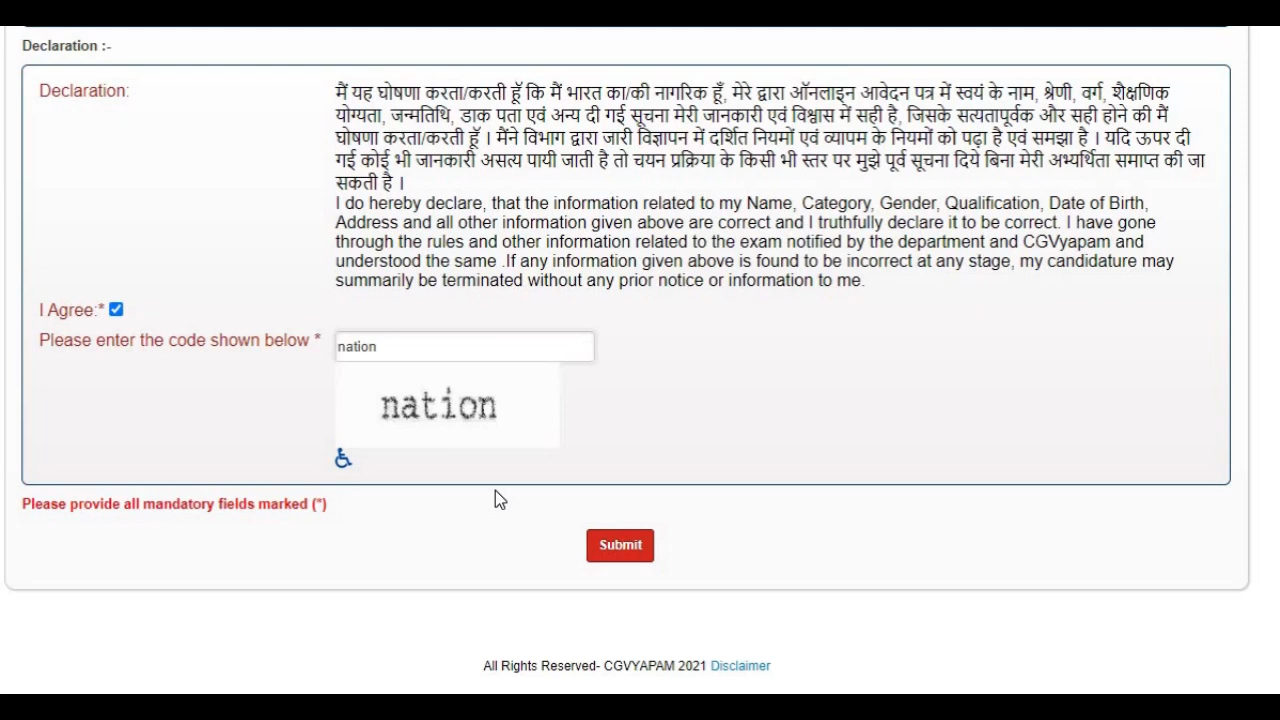 Declaration :-
Declaration:
मैं यह घोषणा करता/करती हूँ कि मैं भारत का/की नागरिक हूँ, मेरे द्वारा ऑनलाइन आवेदन पत्र में स्वयं के नाम, श्रेणी, वर्ग, शैक्षणिक
योग्यता, जन्मतिथि, डाक पता एवं अन्य दी गई सूचना मेरी जानकारी एवं विश्वास में सही है, जिसके सत्यतापूर्वक और सही होने की मैं
घोषणा करता/करती हूँ । मैंने विभाग द्वारा जारी विज्ञापन में दर्शित नियमों एवं व्यापम के नियमों को पढ़ा है एवं समझा है । यदि ऊपर दी
गई कोई भी जानकारी असत्य पायी जाती है तो चयन प्रक्रिया के किसी भी स्तर पर मुझे पूर्व सूचना दिये बिना मेरी अभ्यर्थिता समाप्त की जा
सकती है ।
I do hereby declare, that the information related to my Name, Category, Gender, Qualification, Date of Birth,
Address and all other information given above are correct and I truthfully declare it to be correct. I have gone
through the rules and other information related to the exam notified by the department and CGVyapam and
understood the same .If any information given above is found to be incorrect at any stage, my candidature may
summarily be terminated without any prior notice or information to me.
I Agree:*
Please enter the code shown below *
nation
nation
Please provide all mandatory fields marked (*)
Submit
All Rights Reserved- CGVYAPAM 2021 Disclaimer